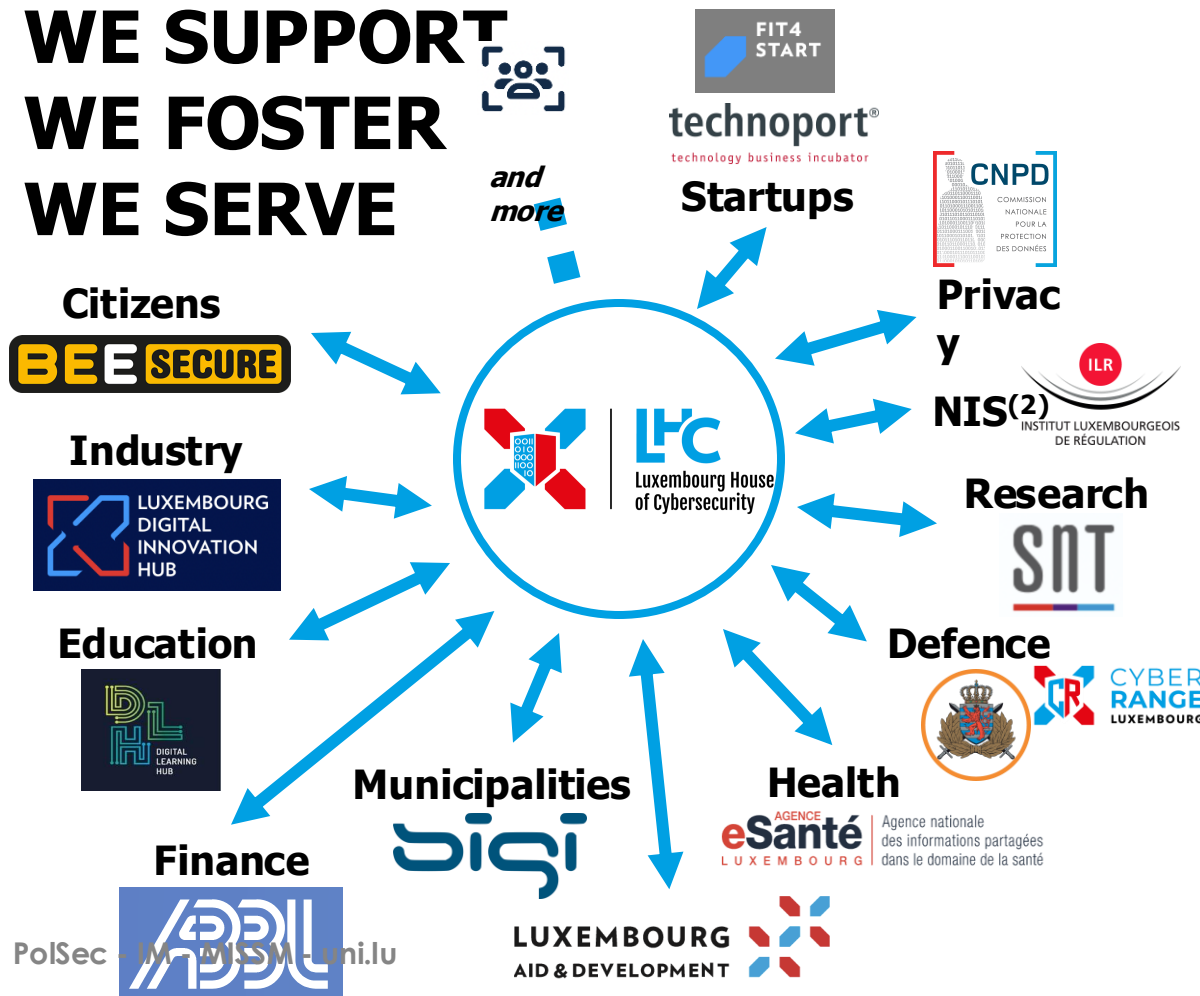 WE SUPPORT
WE FOSTER
WE SERVE
and
more
FIT4
START
technoport®
technology business incubator
Startups
CNPD
COMMISSION
NATIONALE
POUR LA
PROTECTION
DES DONNÉES
Privac
y
ILR
NIS(2)
INSTITUT LUXEMBOURGEOIS
DE RÉGULATION
Citizens
BEE SECURE
Industry
LUXEMBOURG
DIGITAL
INNOVATION
HUB
LHC
Luxembourg House
of Cybersecurity
Research
SNT
Education
DLH
DIGITAL
LEARNING
HUB
Defence
CR
CYBER
RANGE
LUXEMBOURG
Municipalities
sigi
Health
AGENCE
eSanté
LUXEMBOURG
Agence nationale
des informations partagées
dans le domaine de la santé
Finance
ABBL
LUXEMBOURG
AID & DEVELOPMENT
PolSec - IM - MISSM - uni.lu